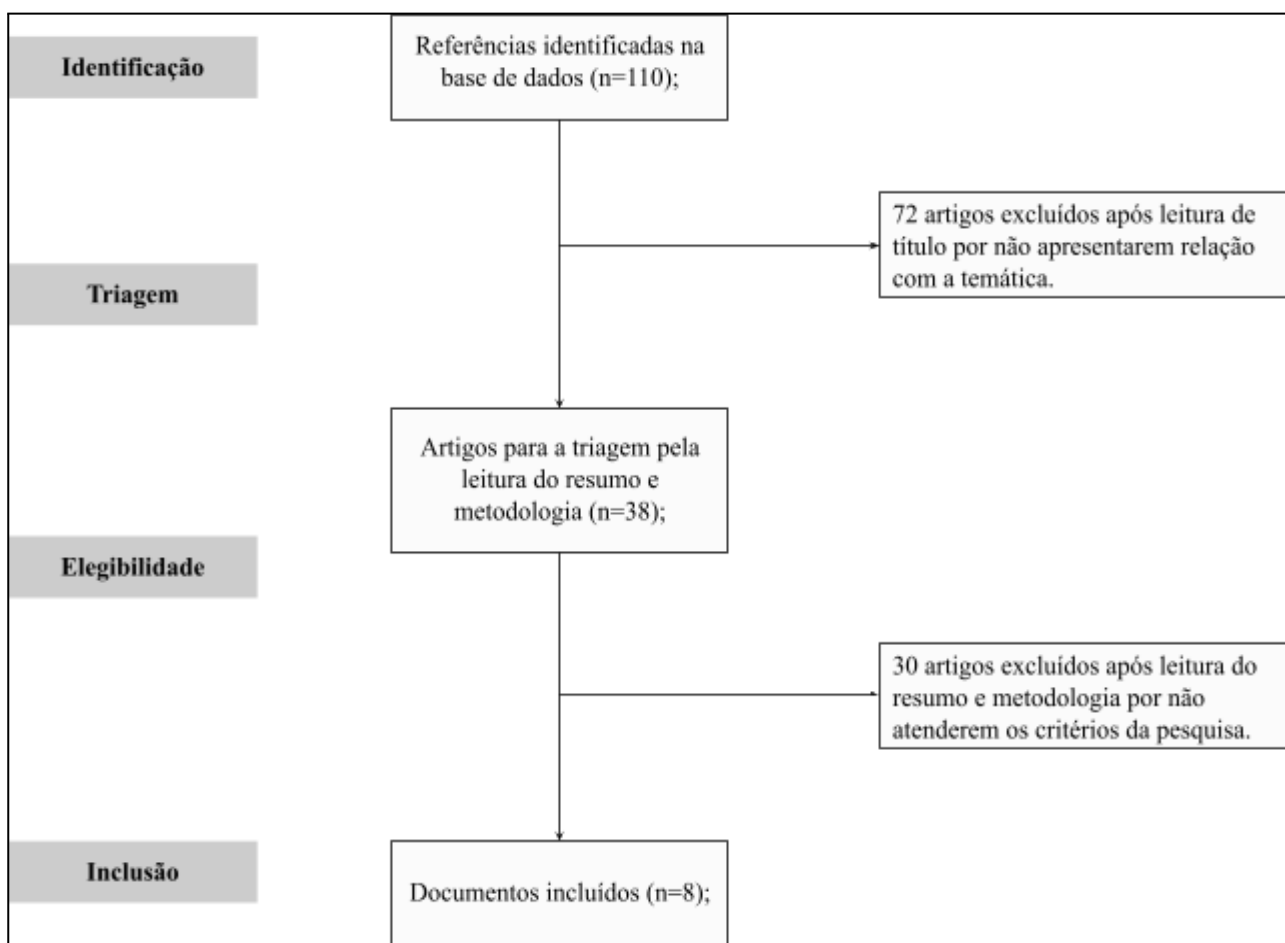 Identificação
Referências identificadas na
base de dados (n=110);
72 artigos excluídos após leitura de
título por não apresentarem relação
com a temática.
Triagem
Artigos para a triagem pela
leitura do resumo e
metodologia (n=38);
Elegibilidade
30 artigos excluídos após leitura do
resumo e metodologia por não
atenderem os critérios da pesquisa.
Inclusão
Documentos incluídos (n=8);